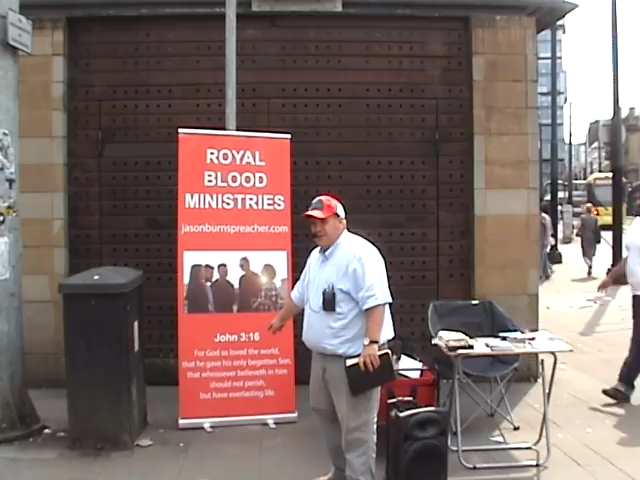 ROYAL
BLOOD
MINISTRIES
jasonburnspreacher.com
John 3:16
For God so loved the world,
that he gave his only begotten Son,
that whosoever believeth in him
should not perish,
but have everlasting life.